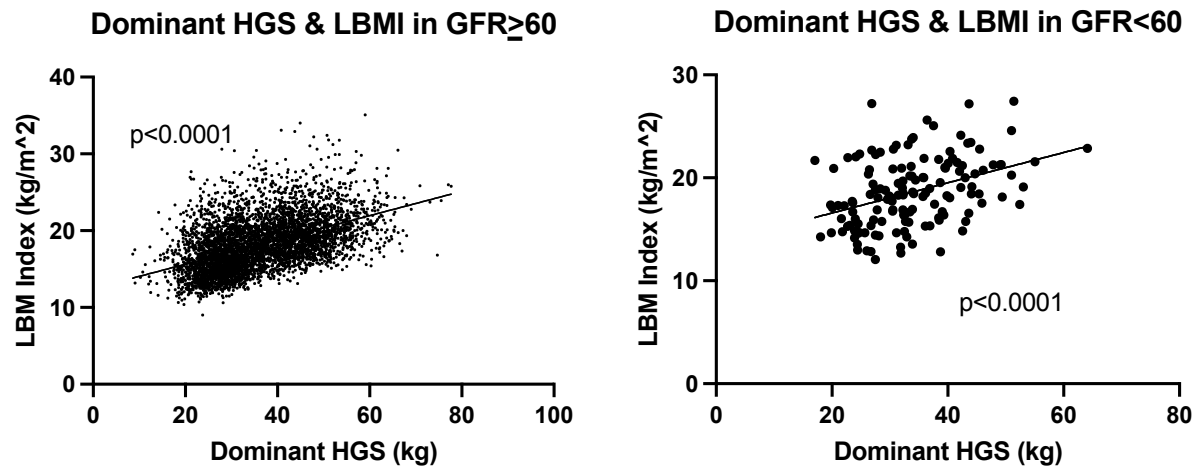 Dominant HGS & LBMI in GFR≥60
40
30
20
10
0
LBM Index (kg/m^2)
p<0.0001
0 20 40 60 80 100
Dominant HGS (kg)
Dominant HGS & LBMI in GFR<60
30
20
10
0
LBM Index (kg/m^2)
p<0.0001
0 20 40 60 80
Dominant HGS (kg)